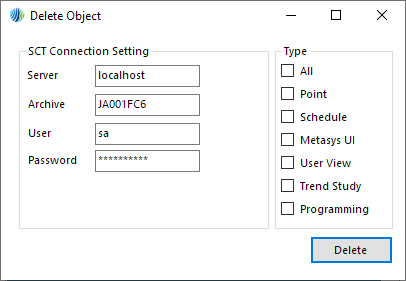 Delete Object
SCT Connection Setting
Server localhost
Archive JA001FC6
User sa
Password **********
Type
All
Point
Schedule
Metasys UI
User View
Trend Study
Programming
Delete